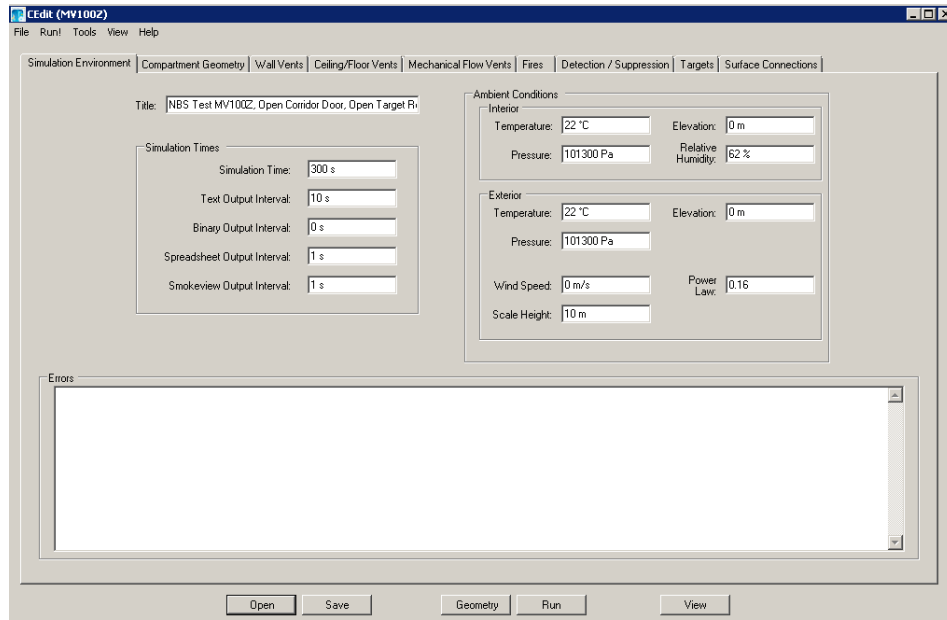 CEdit (MV100Z)
File Run! Tools View Help
Simulation Environment Compartment Geometry Wall Vents Ceiling/Floor Vents Mechanical Flow Vents Fires Detection / Suppression Targets Surface Connections
Title: NBS Test MV100Z, Open Corridor Door, Open Target R
Simulation Times
Simulation Time: 300 s
Text Output Interval: 10 s
Binary Output Interval: 0 s
Spreadsheet Output Interval: 1 s
Smokeview Output Interval: 1 s
Ambient Conditions
Interior
Temperature: 22 °C Elevation: 0 m
Pressure: 101300 Pa Relative Humidity: 62 %
Exterior
Temperature: 22 °C Elevation: 0 m
Pressure: 101300 Pa
Wind Speed: 0 m/s Power Law: 0.16
Scale Height: 10 m
Errors
Open Save Geometry Run View